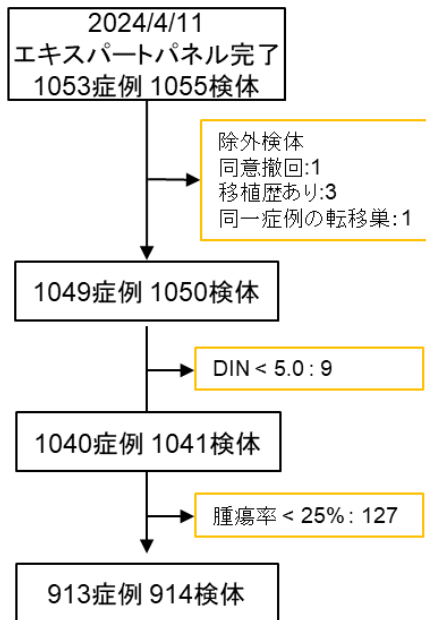 2024/4/11
エキスパートパネル完了
1053症例 1055検体
除外検体
同意撤回:1
移植歴あり:3
同一症例の転移巣:1
1049症例 1050検体
DIN < 5.0 : 9
1040症例 1041検体
腫瘍率 < 25% : 127
913症例 914検体